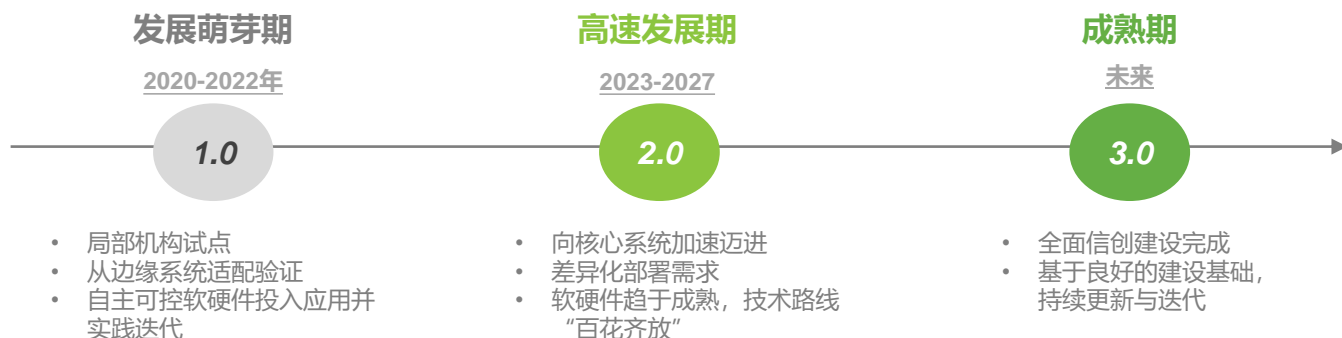 发展萌芽期
2020-2022年
1.0
• 局部机构试点
• 从边缘系统适配验证
• 自主可控软硬件投入应用并
实践迭代
高速发展期
2023-2027
2.0
• 向核心系统加速迈进
• 差异化部署需求
• 软硬件趋于成熟，技术路线
“百花齐放”
成熟期
未来
3.0
• 全面信创建设完成
• 基于良好的建设基础，
持续更新与迭代